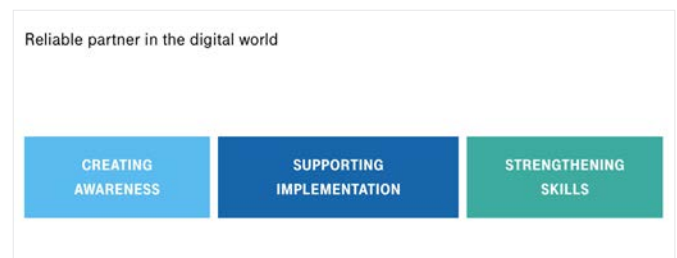 Reliable partner in the digital world
CREATING
AWARENESS
SUPPORTING
IMPLEMENTATION
STRENGTHENING
SKILLS